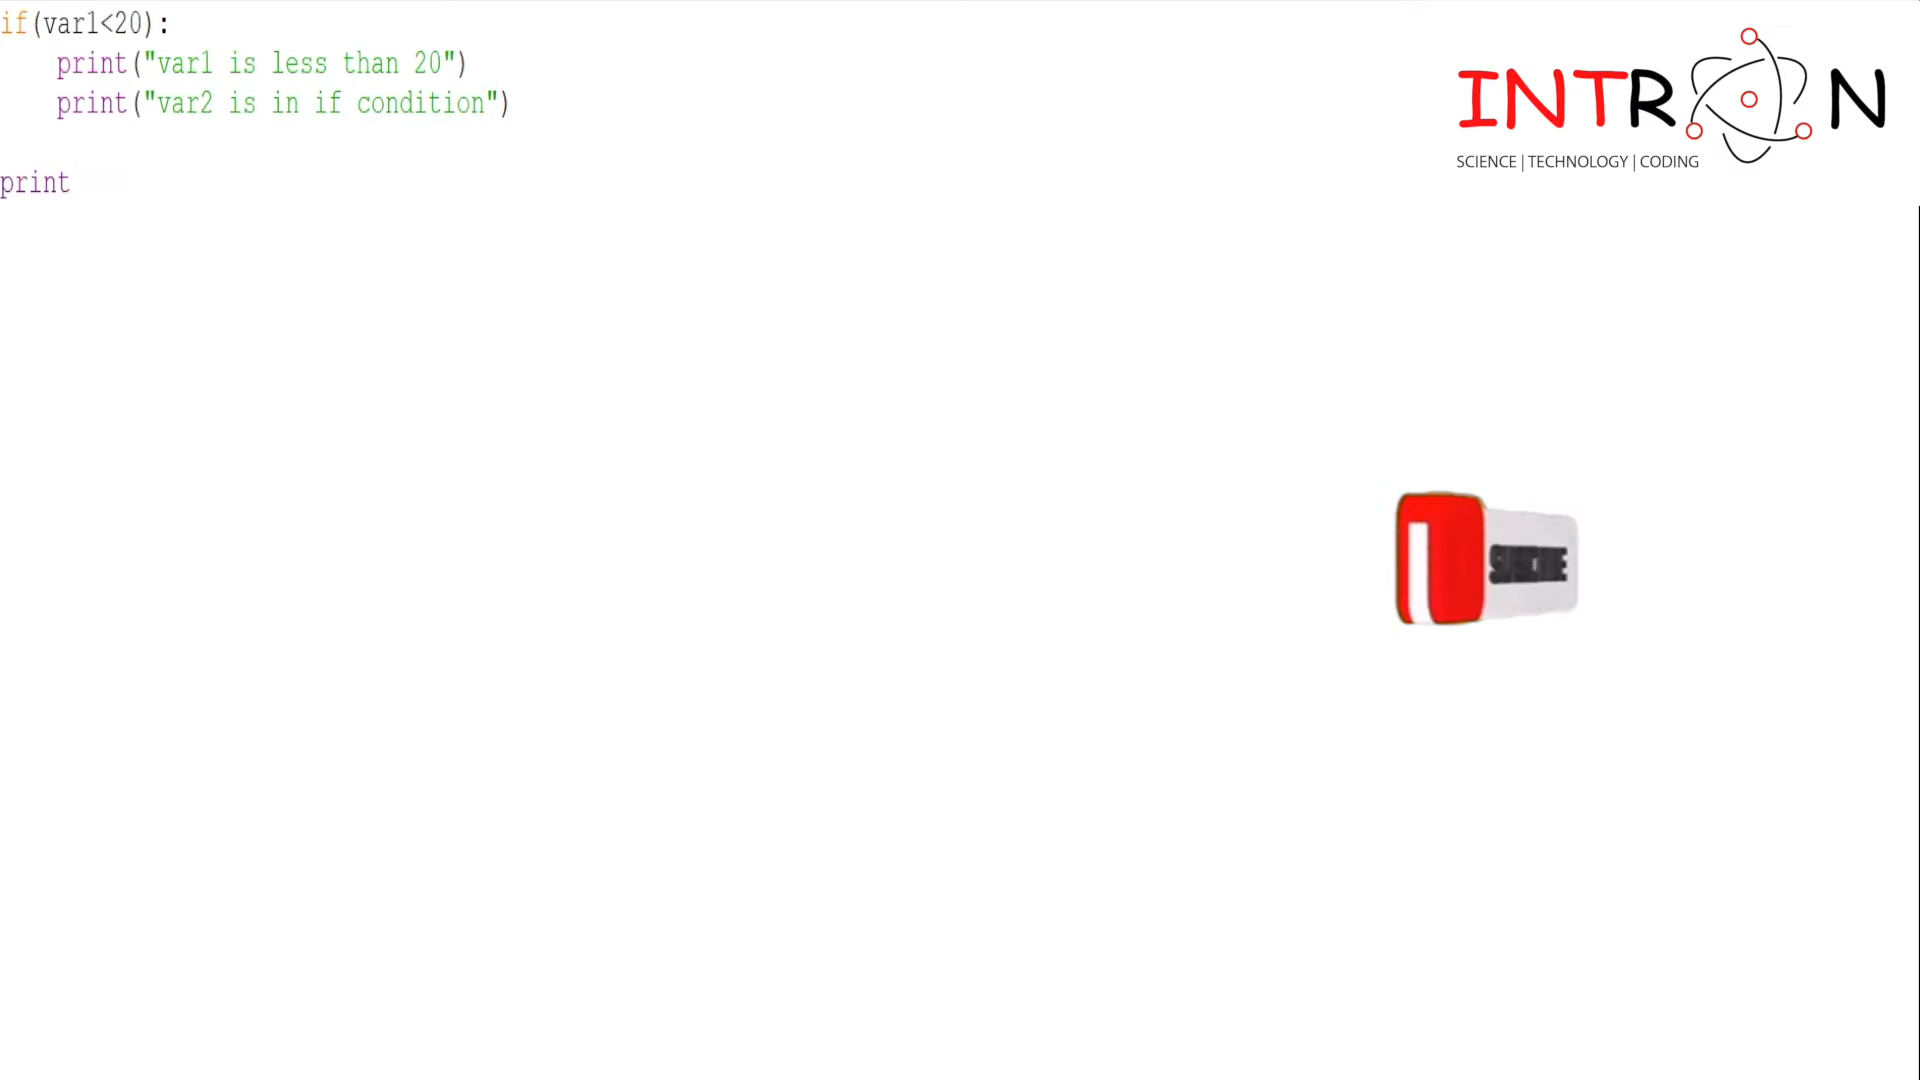 if(var1<20):
    print("var1 is less than 20")
    print("var2 is in if condition")
print
INTRON
SCIENCE | TECHNOLOGY | CODING